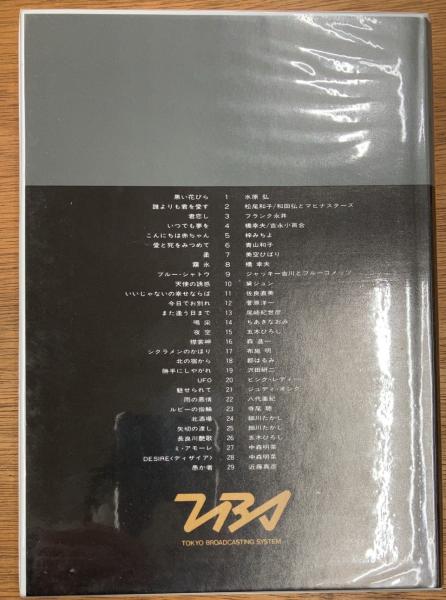 黒い花びら 1 水原 弘
誰よりも君を愛す 2 松尾和子/和田弘とマヒナスターズ
君恋し 3 フランク永井
いつでも夢を 4 橋幸夫/吉永小百合
こんにちは赤ちゃん 5 梓みちよ
愛と死をみつめて 6 青山和子
柔 7 美空ひばり
霧氷 8 橋 幸夫
ブルー・シャトウ 9 ジャッキー吉川とブルーコメッツ
天使の誘惑 10 黛ジュン
いいじゃないの幸せならば 11 佐良直美
今日でお別れ 12 菅原洋一
また逢う日まで 13 尾崎紀世彦
喝采 14 ちあきなおみ
夜空 15 五木ひろし
襟裳岬 16 森 進一
シクラメンのかほり 17 布施 明
北の宿から 18 都はるみ
勝手にしやがれ 19 沢田研二
UFO 20 ピンク・レディー
魅せられて 21 ジュディ・オング
雨の慕情 22 八代亜紀
ルビーの指輪 23 寺尾 聰
北酒場 24 細川たかし
矢切の渡し 25 細川たかし
長良川艶歌 26 五木ひろし
ミ・アモーレ 27 中森明菜
DESIRE〈ディザイア〉 28 中森明菜
愚か者 29 近藤真彦
TBS
TOKYO BROADCASTING SYSTEM